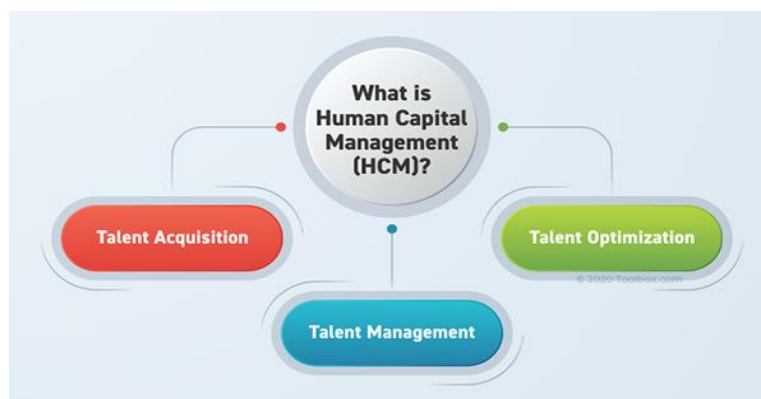 What is
Human Capital
Management
(HCM)?
Talent Acquisition
Talent Optimization
© 2020 Toolbox.com
Talent Management